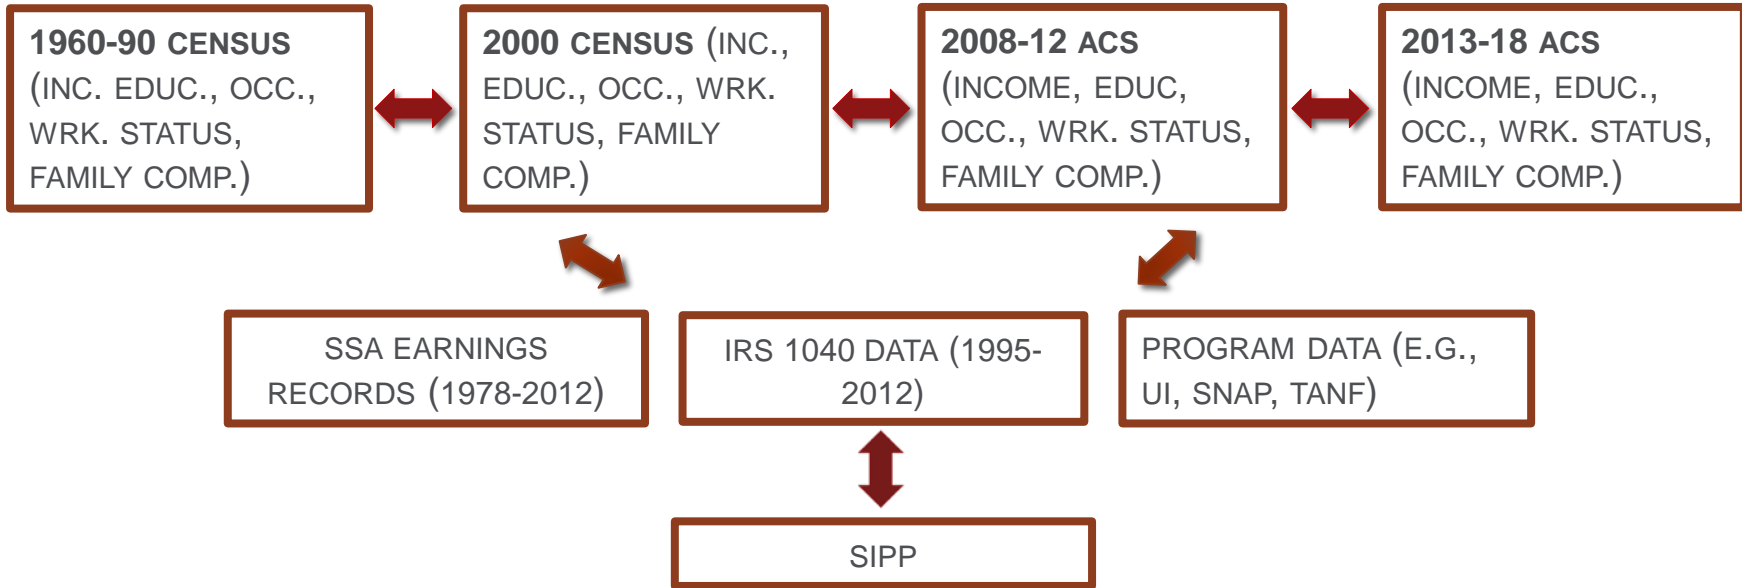 1960-90 CENSUS
(INC. EDUC., OCC.,
WRK. STATUS,
FAMILY COMP.)
2000 CENSUS (INC.,
EDUC., OCC., WRK.
STATUS, FAMILY
COMP.)
2008-12 ACS
(INCOME, EDUC,
OCC., WRK. STATUS,
FAMILY COMP.)
2013-18 ACS
(INCOME, EDUC.,
OCC., WRK. STATUS,
FAMILY COMP.)
SSA EARNINGS
RECORDS (1978-2012)
IRS 1040 DATA (1995-
2012)
PROGRAM DATA (E.G.,
UI, SNAP, TANF)
SIPP